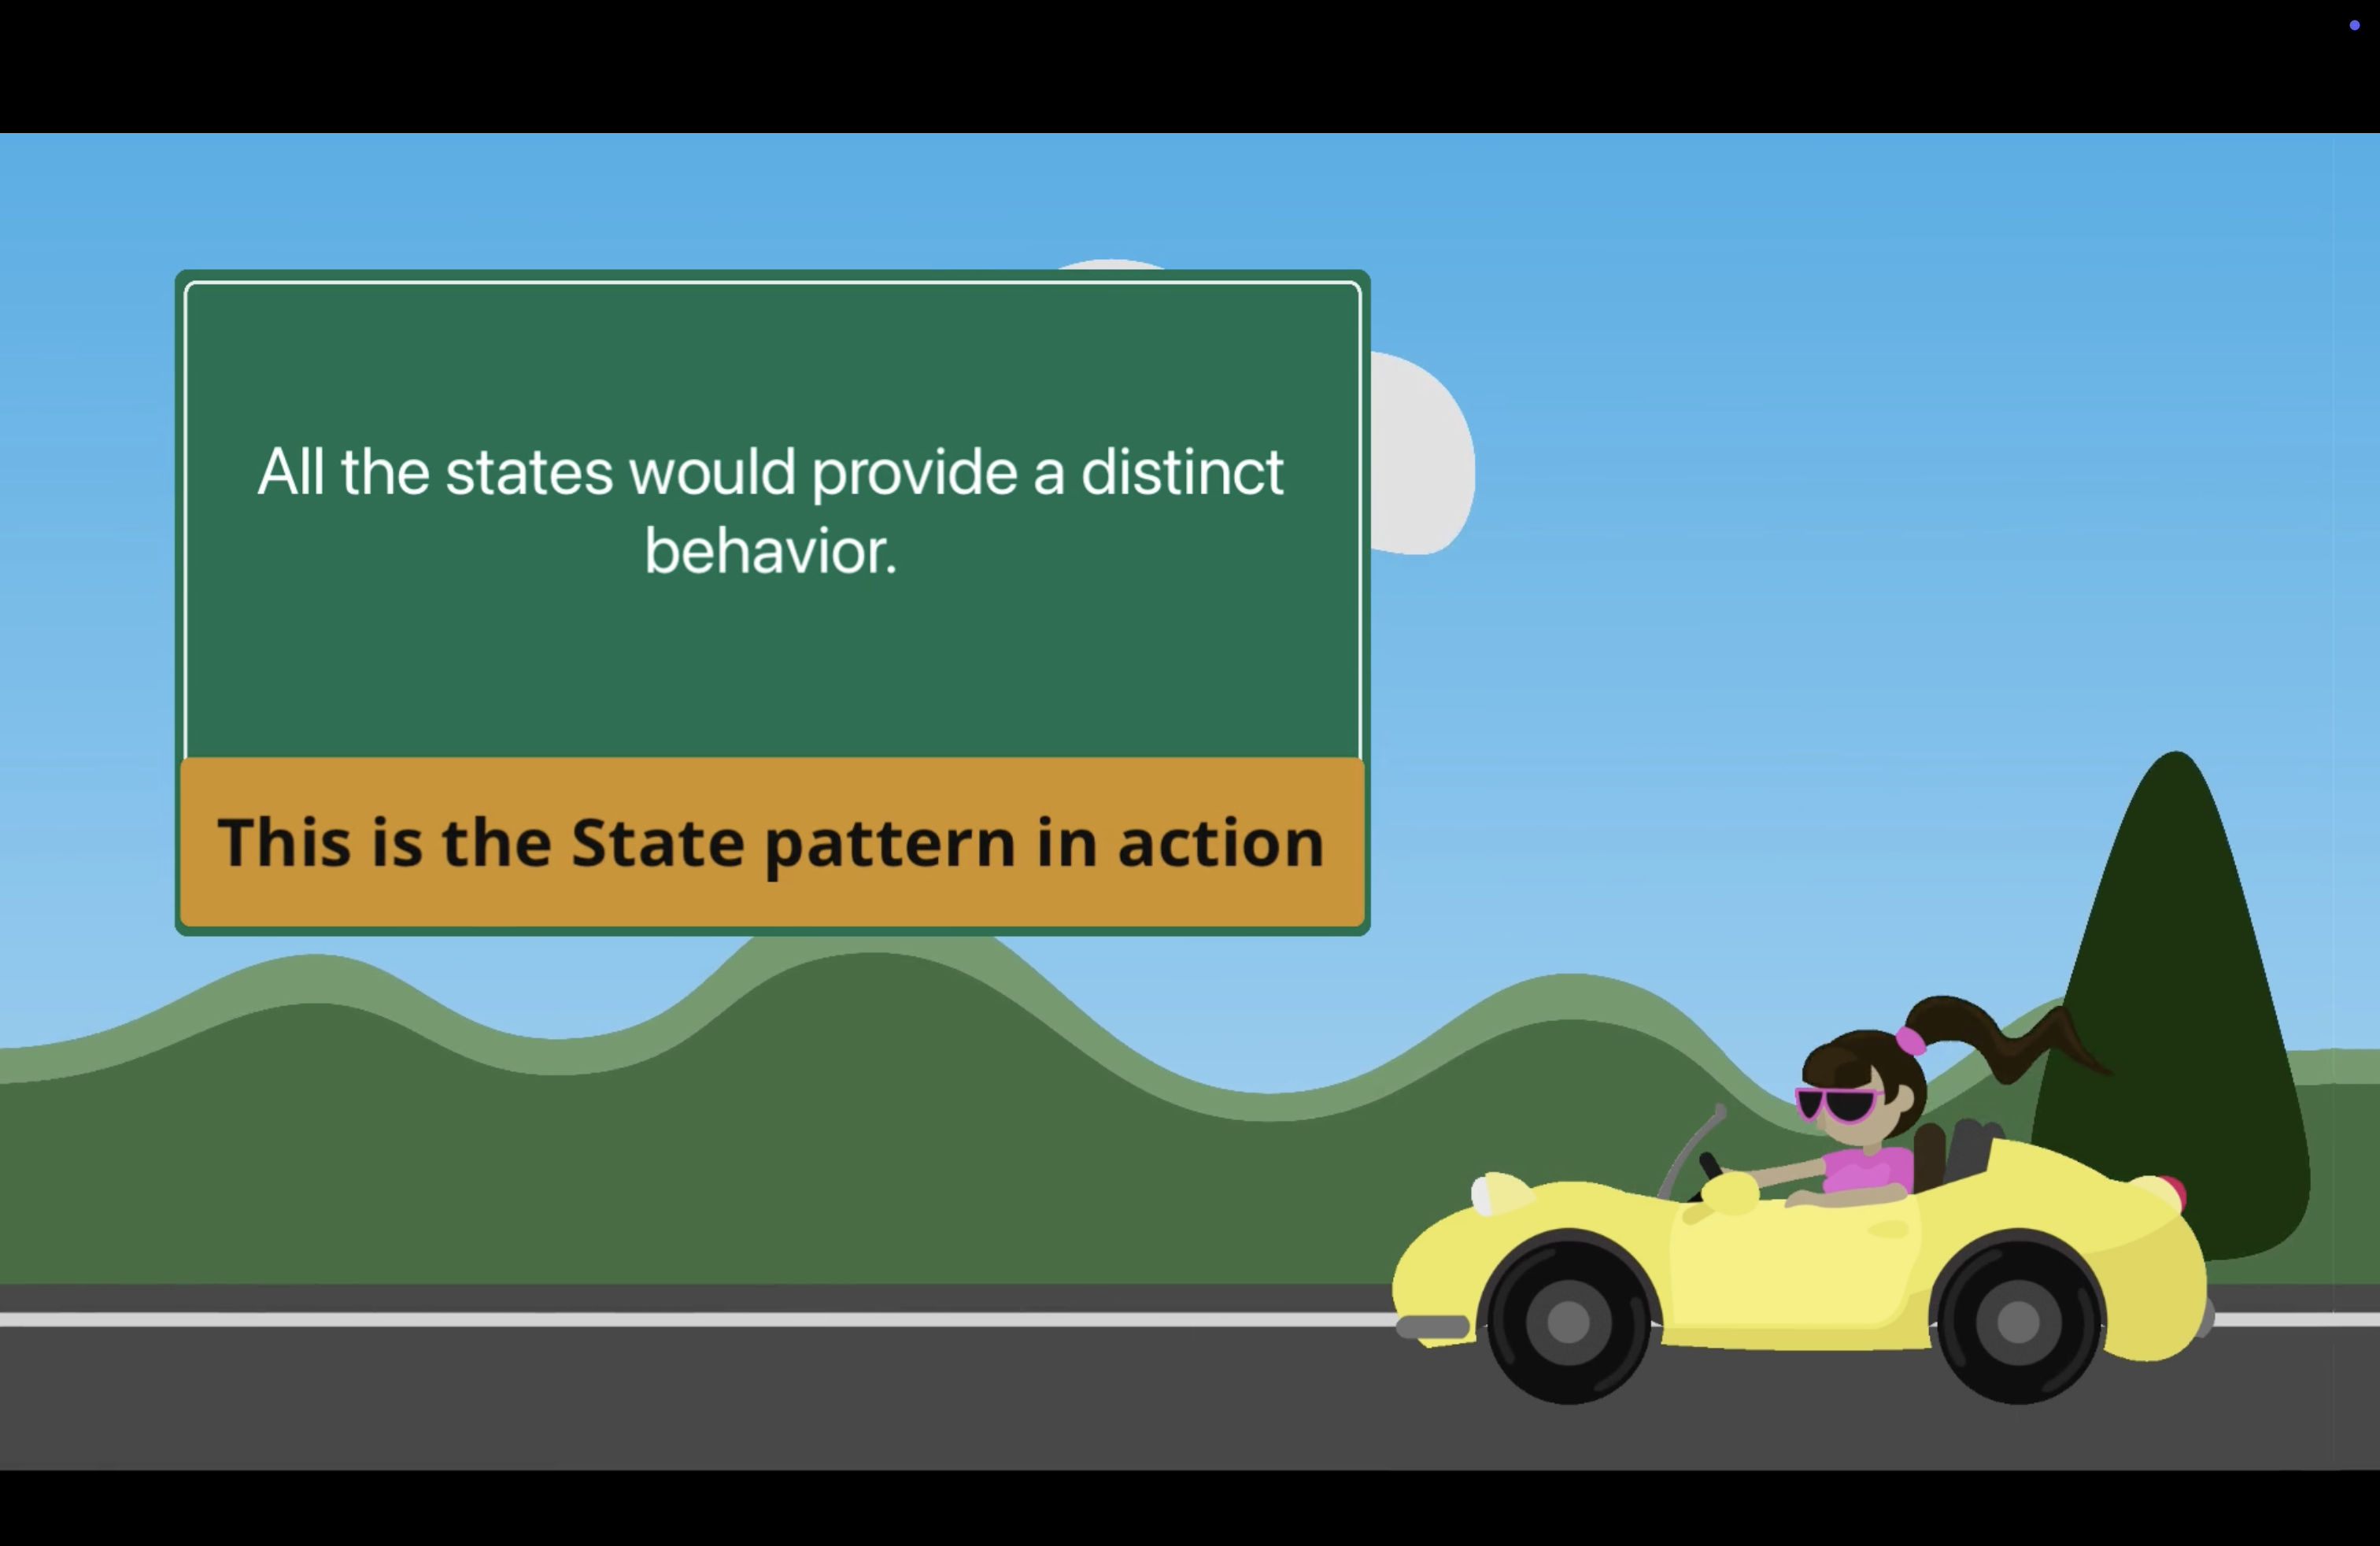 All the states would provide a distinct
behavior.
This is the State pattern in action